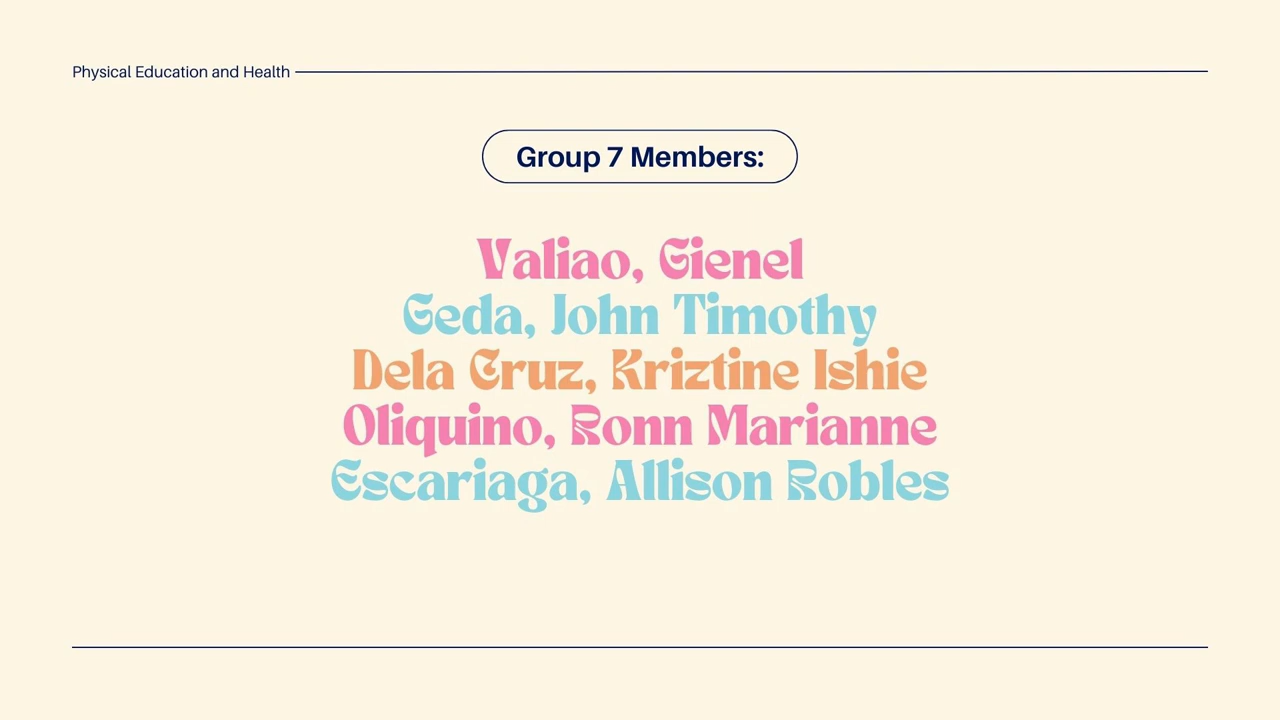 Physical Education and Health
Group 7 Members:
Valiao, Gienel
Geda, John Timothy
Dela Cruz, Kriztine Ishie
Oliquino, Ronn Marianne
Escariaga, Allison Robles